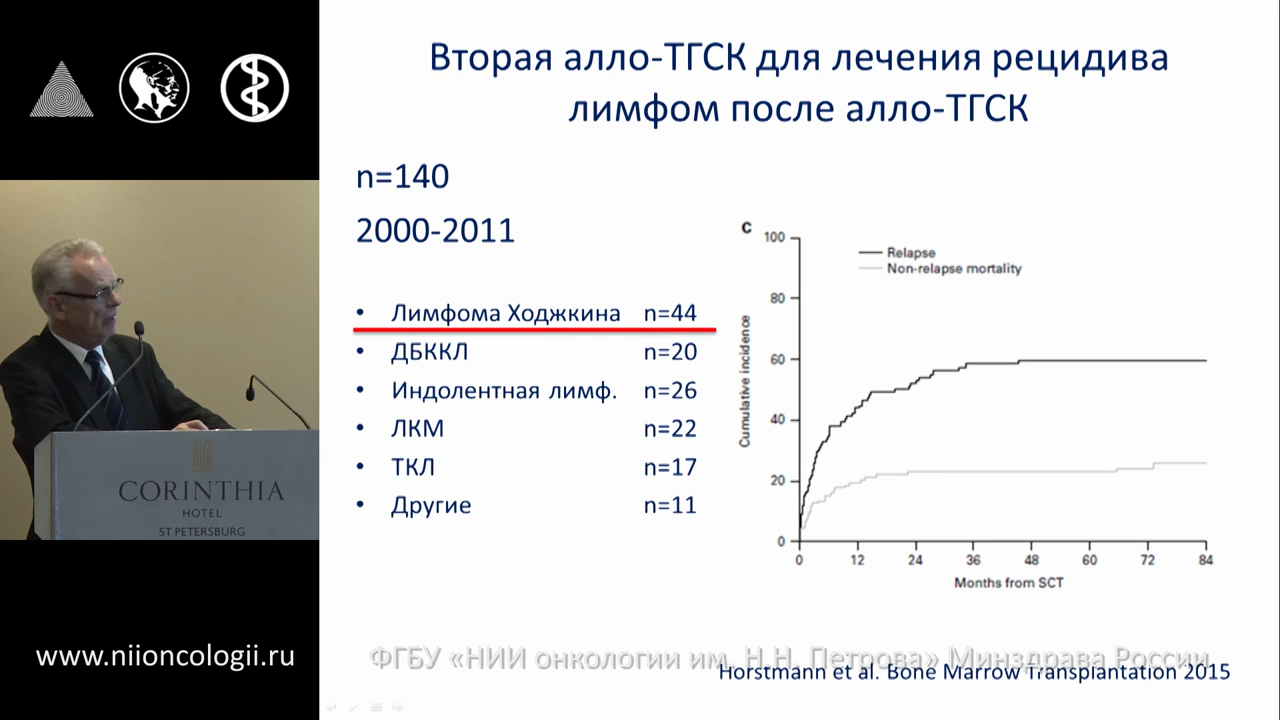 Вторая алло-ТГСК для лечения рецидива
лимфом после алло-ТГСК
n=140
2000-2011
• Лимфома Ходжкина n=44
• ДБККЛ n=20
• Индолентная лимф. n=26
• ЛКМ n=22
• ТКЛ n=17
• Другие n=11
C
Relapse
Non-relapse mortality
Cumulative incidence
100
80
60
40
20
0
0 12 24 36 48 60 72 84
Months from SCT
CORINTHIA
HOTEL
ST PETERSBURG
www.niioncologii.ru
ФГБУ «НИИ онкологии им. Н.Н. Петрова» Минздрава России
Horstmann et al. Bone Marrow Transplantation 2015